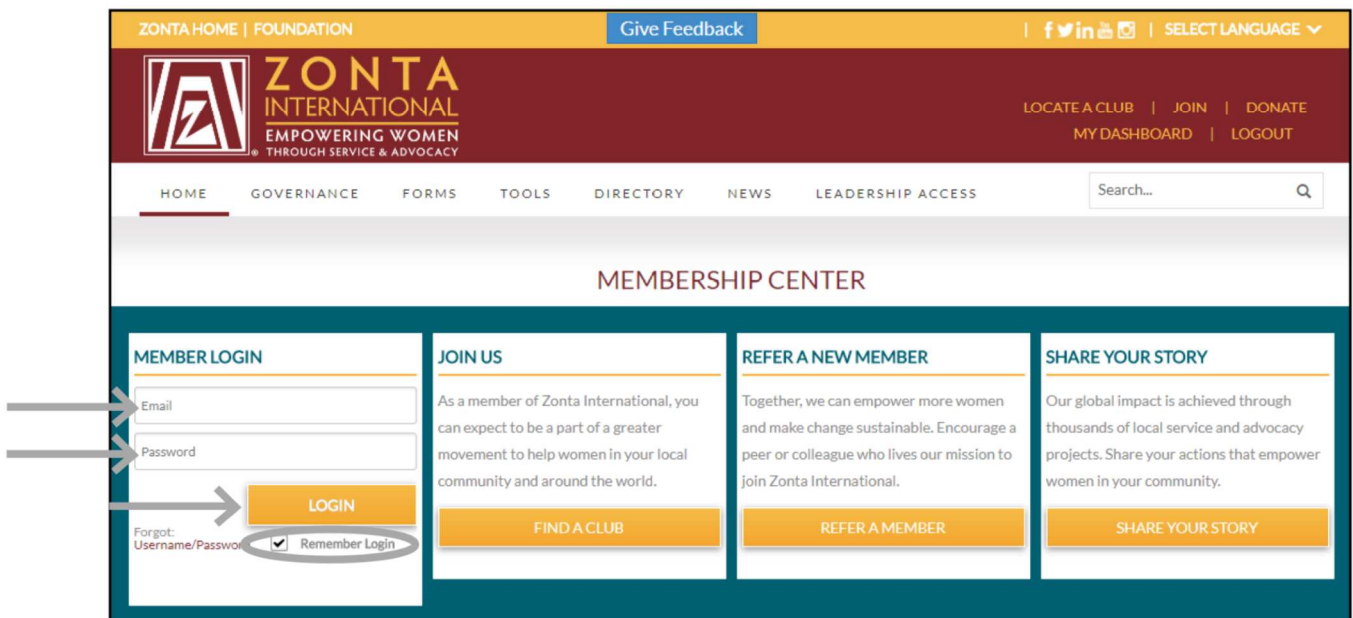 ZONTA HOME | FOUNDATION
Give Feedback
| SELECT LANGUAGE
ZONTA
INTERNATIONAL
EMPOWERING WOMEN
THROUGH SERVICE & ADVOCACY
LOCATE A CLUB | JOIN | DONATE
MY DASHBOARD | LOGOUT
HOME GOVERNANCE FORMS TOOLS DIRECTORY NEWS LEADERSHIP ACCESS
Search...
MEMBERSHIP CENTER
MEMBER LOGIN
Email
Password
LOGIN
Forgot:
Username/Password
Remember Login
JOIN US
As a member of Zonta International, you
can expect to be a part of a greater
movement to help women in your local
community and around the world.
FIND A CLUB
REFER A NEW MEMBER
Together, we can empower more women
and make change sustainable. Encourage a
peer or colleague who lives our mission to
join Zonta International.
REFER A MEMBER
SHARE YOUR STORY
Our global impact is achieved through
thousands of local service and advocacy
projects. Share your actions that empower
women in your community.
SHARE YOUR STORY